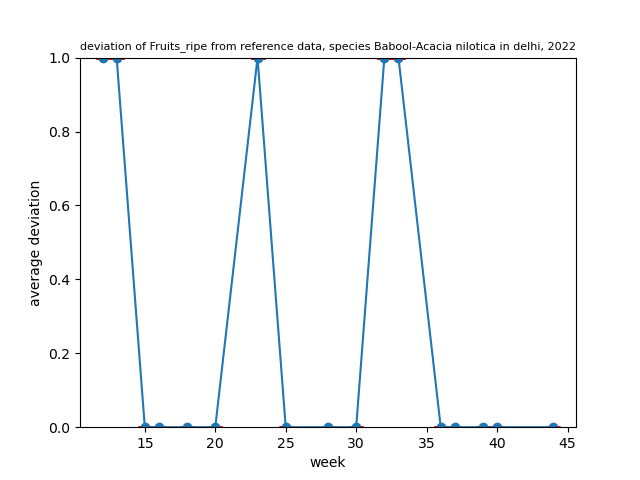 deviation of Fruits_ripe from reference data, species Babool-Acacia nilotica in delhi, 2022
1.0
0.8
0.6
0.4
0.2
0.0
average deviation
15 20 25 30 35 40 45
week